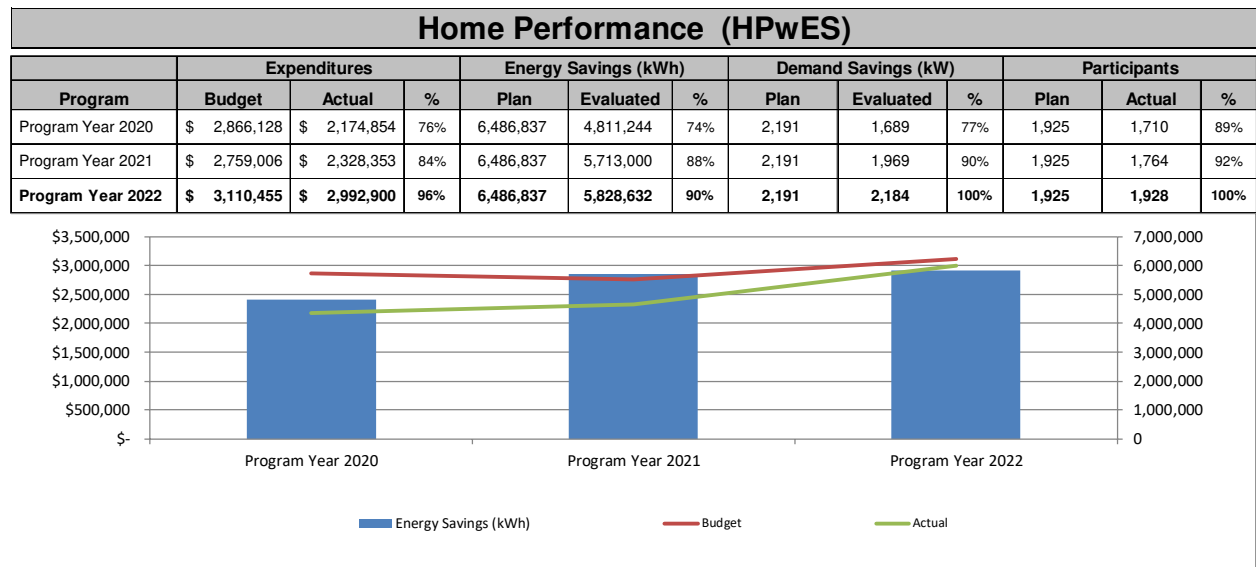 Home Performance (HPwES)
Expenditures Energy Savings (kWh) Demand Savings (kW) Participants
Program Budget Actual % Plan Evaluated % Plan Evaluated % Plan Actual %
Program Year 2020 $ 2,866,128 $ 2,174,854 76% 6,486,837 4,811,244 74% 2,191 1,689 77% 1,925 1,710 89%
Program Year 2021 $ 2,759,006 $ 2,328,353 84% 6,486,837 5,713,000 88% 2,191 1,969 90% 1,925 1,764 92%
Program Year 2022 $ 3,110,455 $ 2,992,900 96% 6,486,837 5,828,632 90% 2,191 2,184 100% 1,925 1,928 100%
$3,500,000 7,000,000
$3,000,000 6,000,000
$2,500,000 5,000,000
$2,000,000 4,000,000
$1,500,000 3,000,000
$1,000,000 2,000,000
$500,000 1,000,000
$- 0
Program Year 2020 Program Year 2021 Program Year 2022
Energy Savings (kWh) Budget Actual